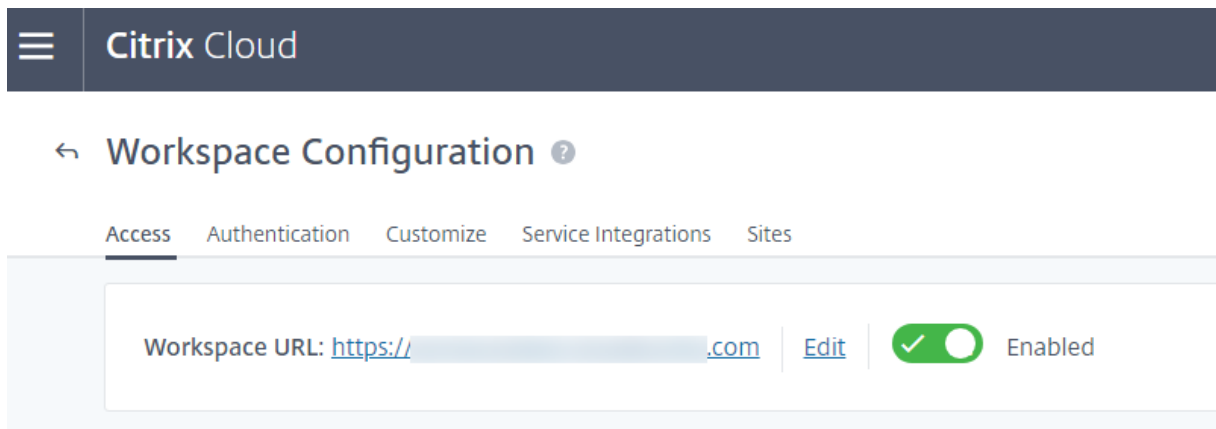 Citrix Cloud
Workspace Configuration ?
Access Authentication Customize Service Integrations Sites
Workspace URL: https:// .com Edit Enabled